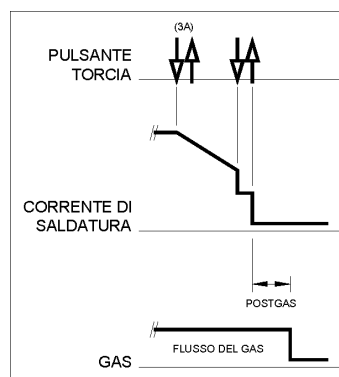 (3A)
PULSANTE
TORCIA
CORRENTE DI
SALDATURA
POSTGAS
FLUSSO DEL GAS
GAS